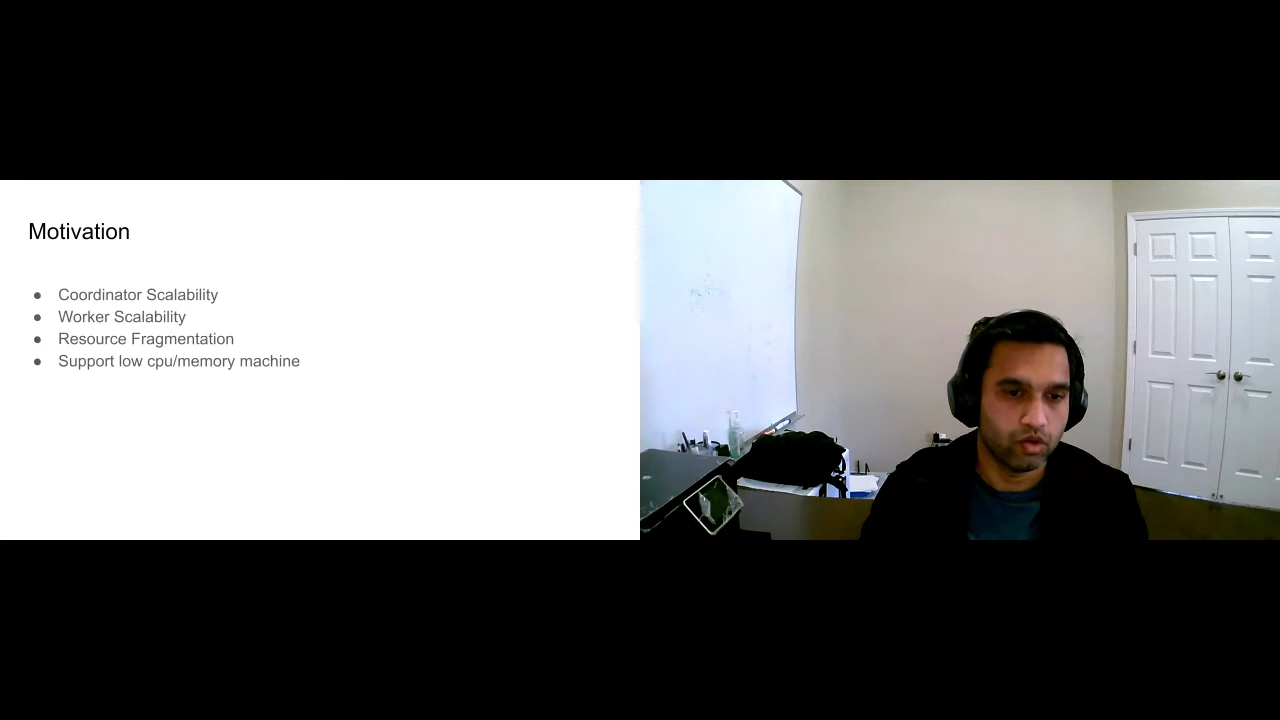 Motivation
● Coordinator Scalability
● Worker Scalability
● Resource Fragmentation
● Support low cpu/memory machine